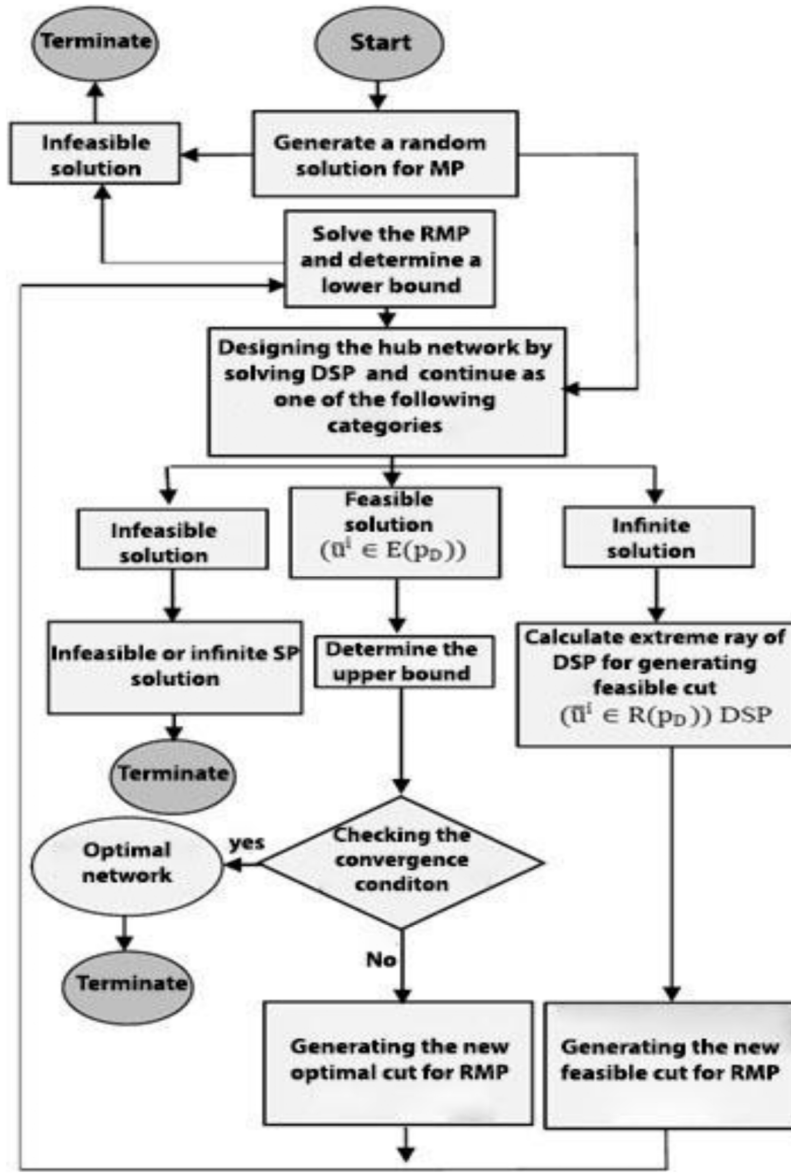 Terminate
Start
Infeasible
solution
Generate a random
solution for MP
Solve the RMP
and determine a
lower bound
Designing the hub network by
solving DSP and continue as
one of the following
categories
Infeasible
solution
Feasible
solution
(ūⁱ ∈ E(p_D))
Infinite
solution
Infeasible or infinite SP
solution
Determine the
upper bound
Calculate extreme ray of
DSP for generating
feasible cut
(ūⁱ ∈ R(p_D)) DSP
Terminate
Checking the
convergence
conditon
yes
Optimal
network
No
Terminate
Generating the new
optimal cut for RMP
Generating the new
feasible cut for RMP